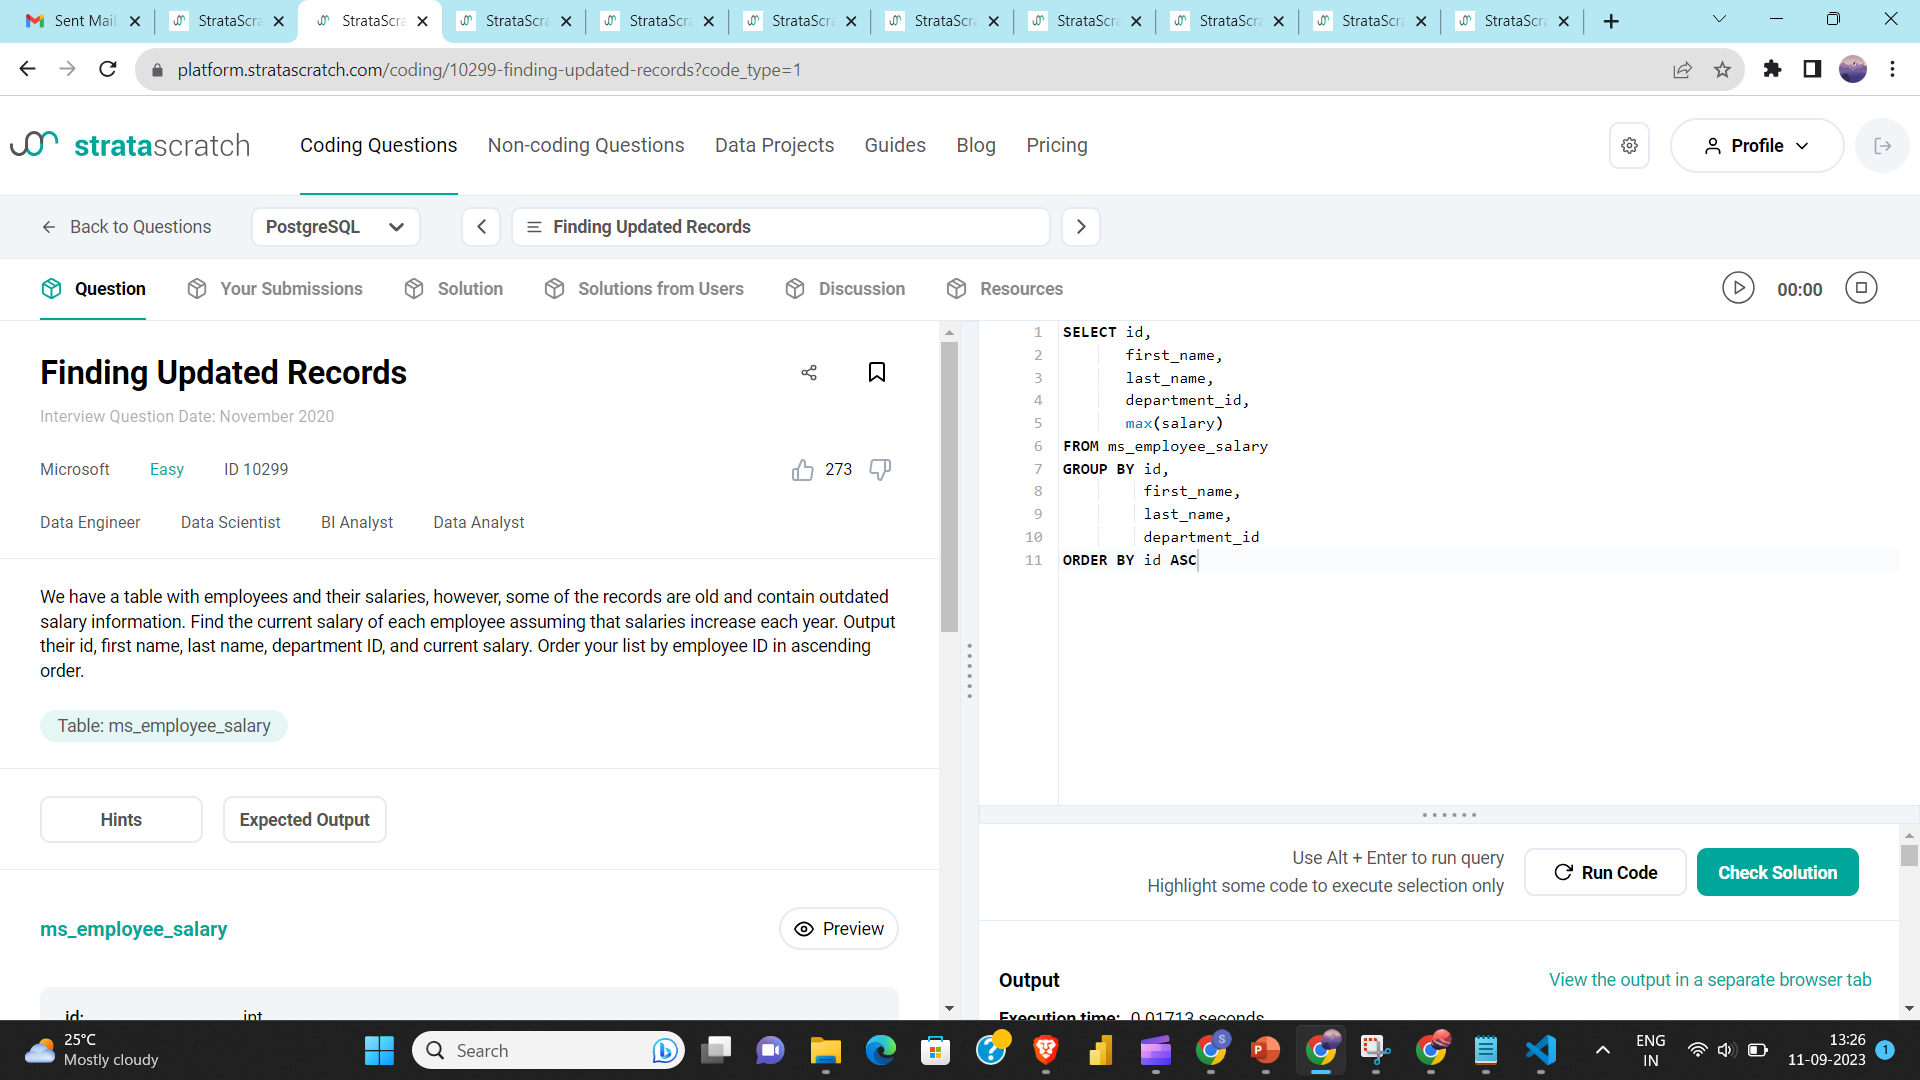 Sent Mail
StrataScra
StrataScra
StrataScra
StrataScra
StrataScra
StrataScra
StrataScra
StrataScra
StrataScra
StrataScra
platform.stratascratch.com/coding/10299-finding-updated-records?code_type=1
stratascratch
Coding Questions
Non-coding Questions
Data Projects
Guides
Blog
Pricing
Profile
Back to Questions
PostgreSQL
Finding Updated Records
Question
Your Submissions
Solution
Solutions from Users
Discussion
Resources
00:00
Finding Updated Records
Interview Question Date: November 2020
Microsoft
Easy
ID 10299
273
Data Engineer
Data Scientist
BI Analyst
Data Analyst
We have a table with employees and their salaries, however, some of the records are old and contain outdated
salary information. Find the current salary of each employee assuming that salaries increase each year. Output
their id, first name, last name, department ID, and current salary. Order your list by employee ID in ascending
order.
Table: ms_employee_salary
Hints
Expected Output
ms_employee_salary
Preview
id:
int
1 SELECT id,
2 first_name,
3 last_name,
4 department_id,
5 max(salary)
6 FROM ms_employee_salary
7 GROUP BY id,
8 first_name,
9 last_name,
10 department_id
11 ORDER BY id ASC
Use Alt + Enter to run query
Highlight some code to execute selection only
Run Code
Check Solution
Output
View the output in a separate browser tab
Execution time: 0.01713 seconds
25°C
Mostly cloudy
Search
S
ENG
IN
13:26
11-09-2023
1